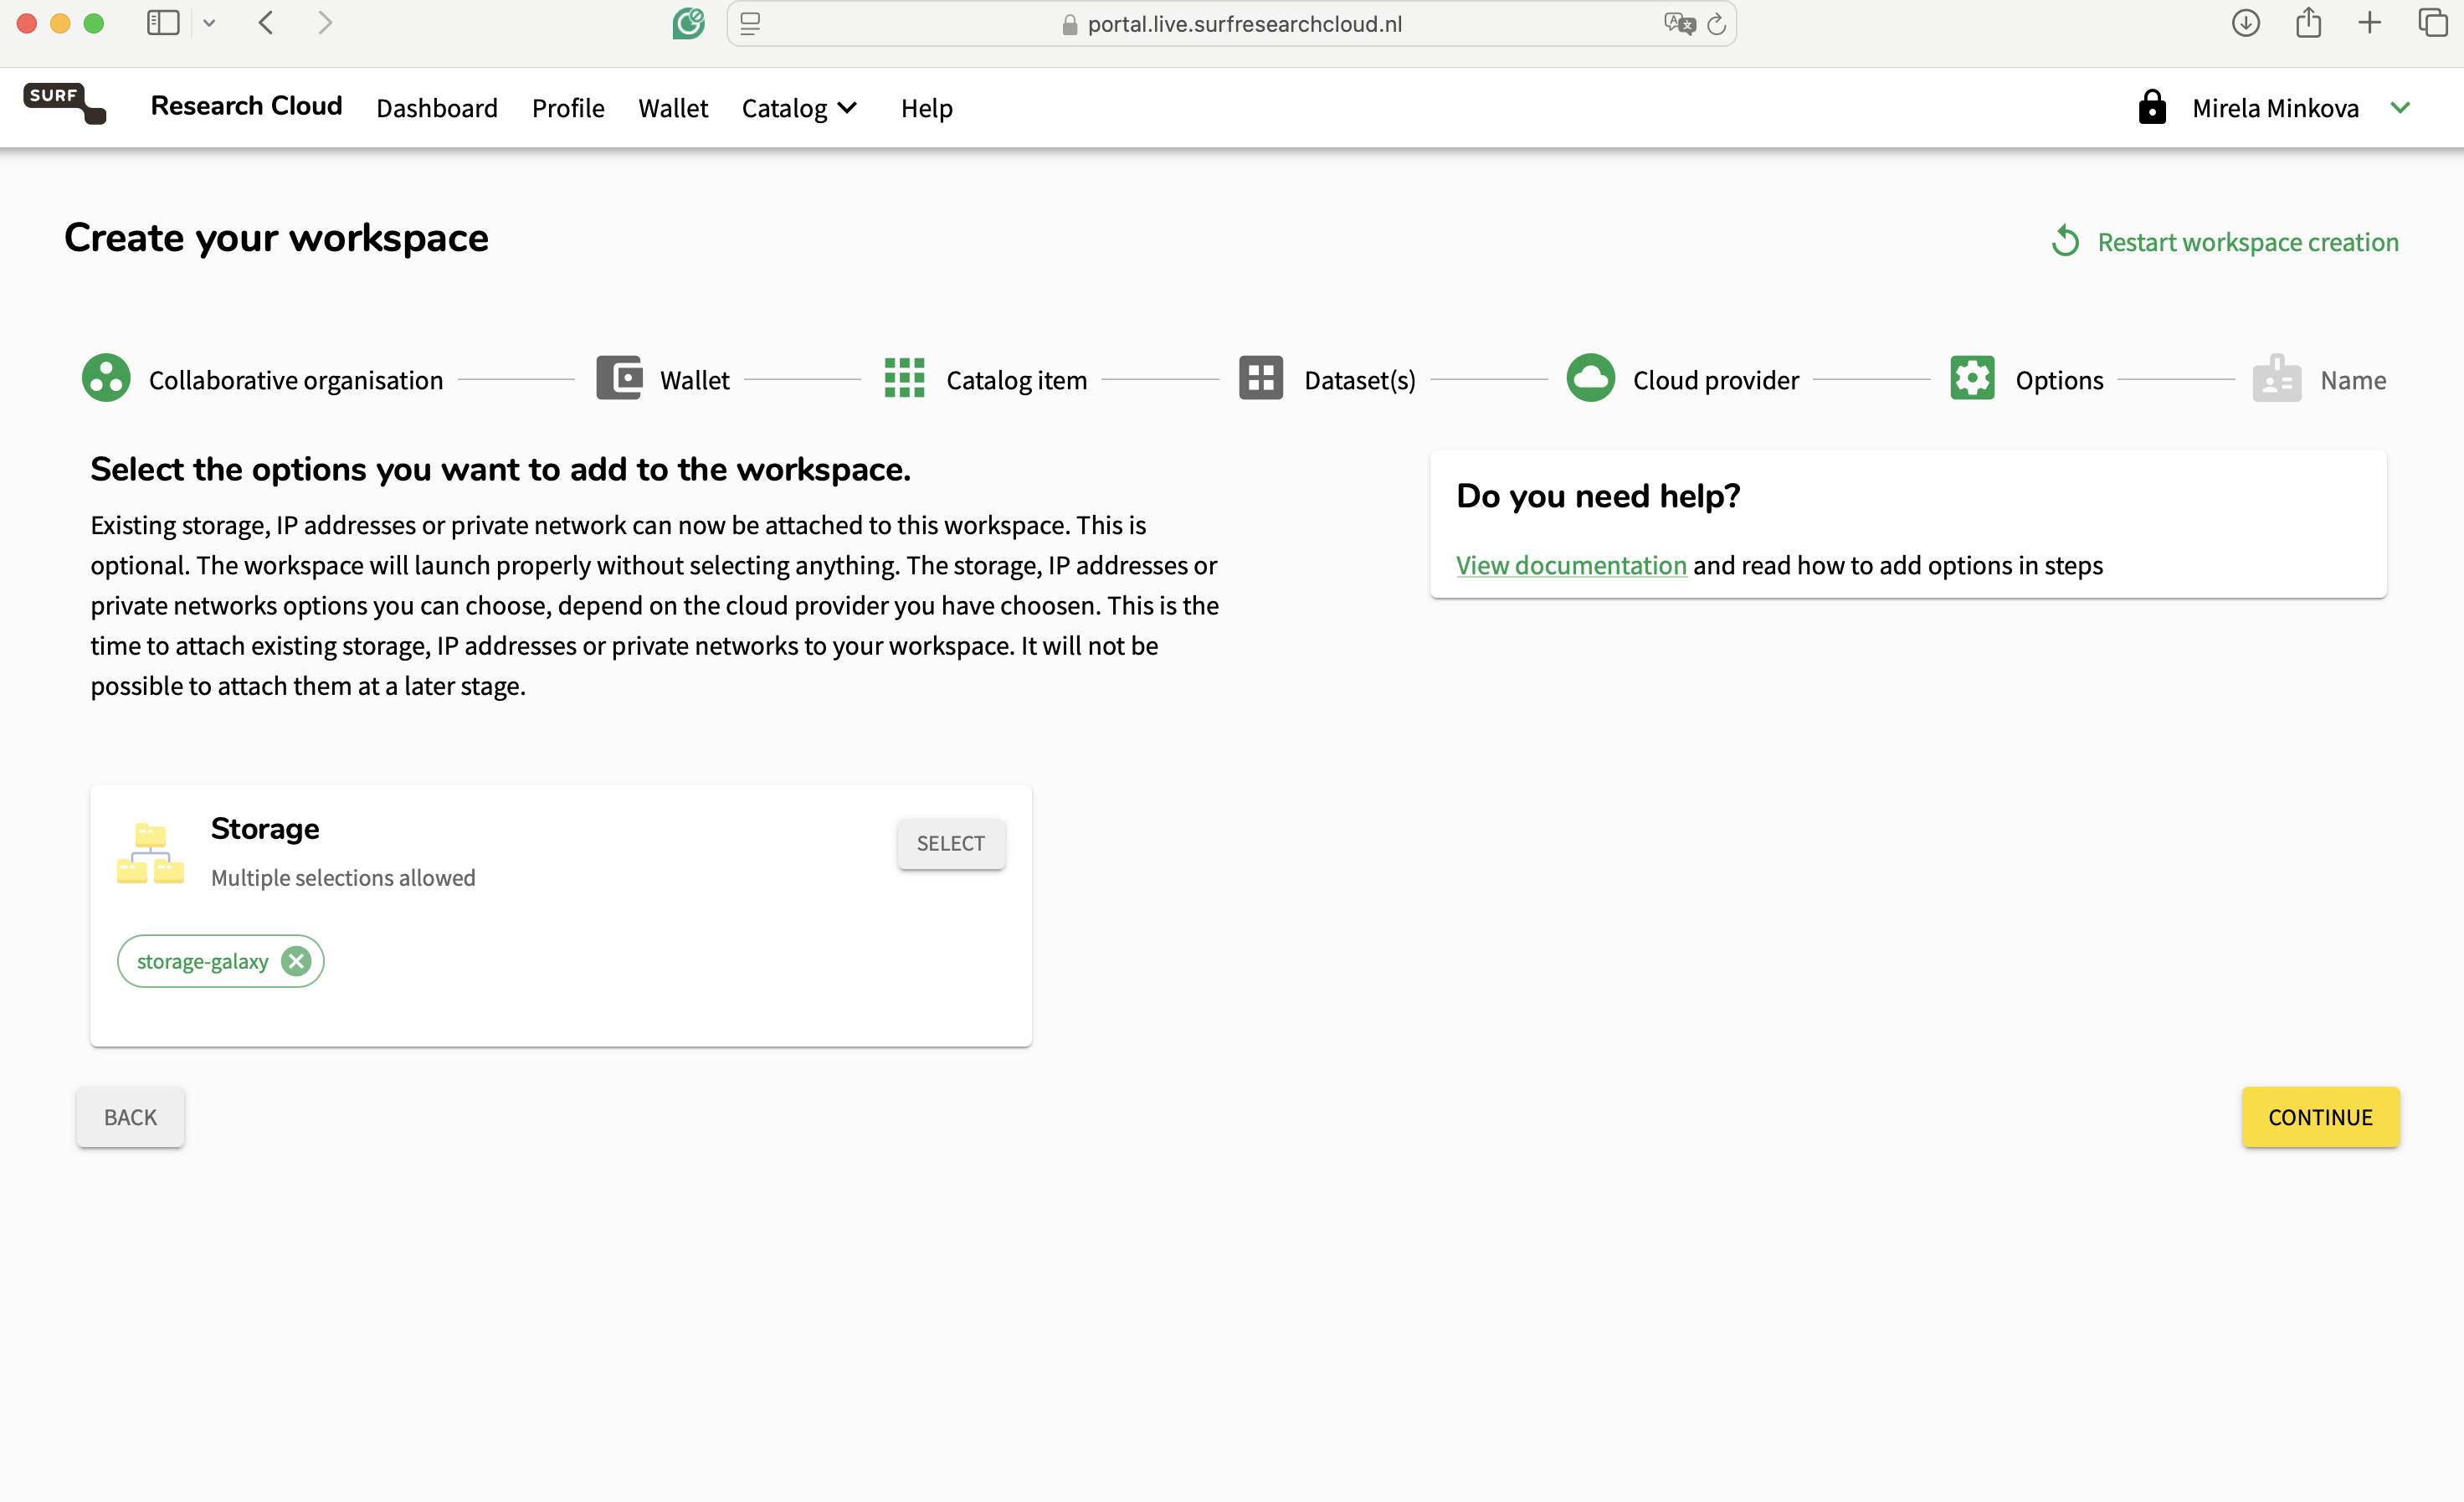 portal.live.surfresearchcloud.nl
SURF
Research Cloud
Dashboard
Profile
Wallet
Catalog
Help
Mirela Minkova
Create your workspace
Restart workspace creation
Collaborative organisation
Wallet
Catalog item
Dataset(s)
Cloud provider
Options
Name
Select the options you want to add to the workspace.
Existing storage, IP addresses or private network can now be attached to this workspace. This is
optional. The workspace will launch properly without selecting anything. The storage, IP addresses or
private networks options you can choose, depend on the cloud provider you have choosen. This is the
time to attach existing storage, IP addresses or private networks to your workspace. It will not be
possible to attach them at a later stage.
Do you need help?
View documentation and read how to add options in steps
Storage
Multiple selections allowed
SELECT
storage-galaxy
BACK
CONTINUE